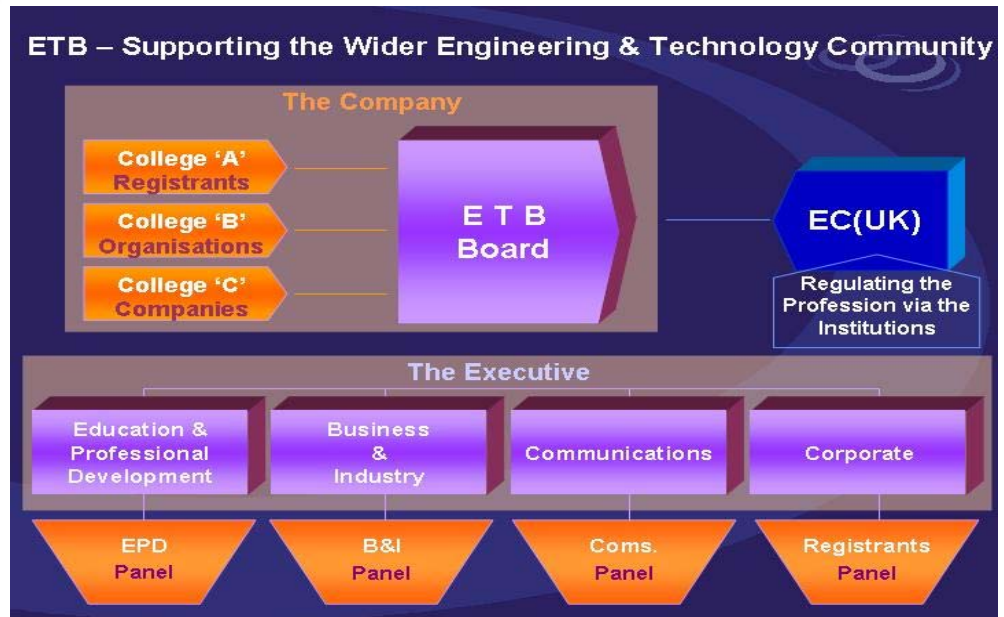 ETB – Supporting the Wider Engineering & Technology Community
The Company
College ‘A’
Registrants
College ‘B’
Organisations
College ‘C’
Companies
E T B
Board
EC(UK)
Regulating the
Profession via the
Institutions
The Executive
Education &
Professional
Development
Business
&
Industry
Communications
Corporate
EPD
Panel
B&I
Panel
Coms.
Panel
Registrants
Panel